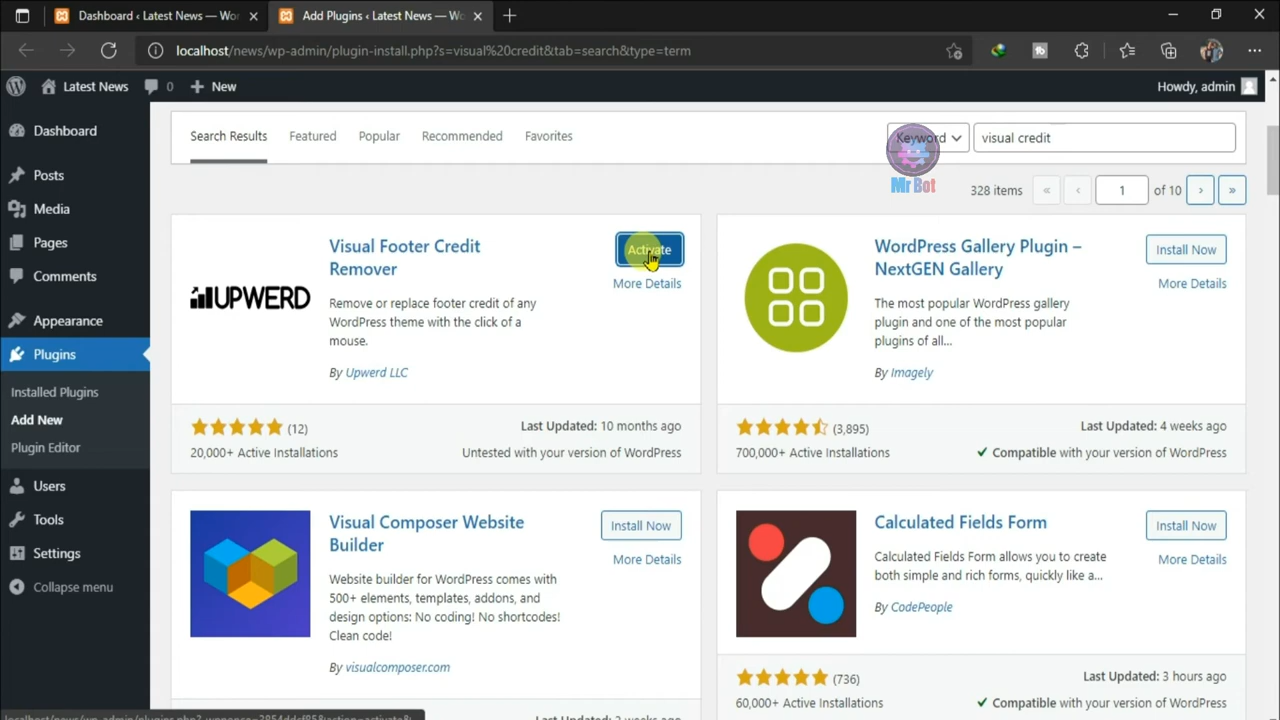 Dashboard ‹ Latest News — Wo
Add Plugins ‹ Latest News — Wo
localhost/news/wp-admin/plugin-install.php?s=visual%20credit&tab=search&type=term
Latest News
0
New
Howdy, admin
Dashboard
Posts
Media
Pages
Comments
Appearance
Plugins
Installed Plugins
Add New
Plugin Editor
Users
Tools
Settings
Collapse menu
Search Results
Featured
Popular
Recommended
Favorites
Keyword
visual credit
Mr Bot
328 items
«
‹
1
of 10
›
»
UPWERD
Visual Footer Credit
Remover
Activate
More Details
Remove or replace footer credit of any
WordPress theme with the click of a
mouse.
By Upwerd LLC
(12)
Last Updated: 10 months ago
20,000+ Active Installations
Untested with your version of WordPress
WordPress Gallery Plugin –
NextGEN Gallery
Install Now
More Details
The most popular WordPress gallery
plugin and one of the most popular
plugins of all...
By Imagely
(3,895)
Last Updated: 4 weeks ago
700,000+ Active Installations
Compatible with your version of WordPress
Visual Composer Website
Builder
Install Now
More Details
Website builder for WordPress comes with
500+ elements, templates, addons, and
design options: No coding! No shortcodes!
Clean code!
By visualcomposer.com
Calculated Fields Form
Install Now
More Details
Calculated Fields Form allows you to create
both simple and rich forms, quickly like a...
By CodePeople
(736)
Last Updated: 3 hours ago
60,000+ Active Installations
Compatible with your version of WordPress